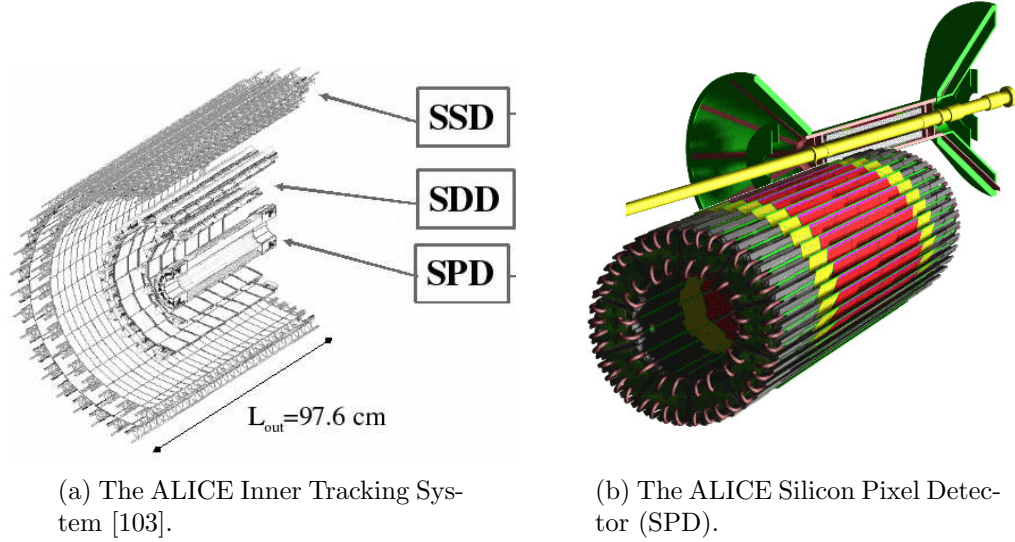 SSD
SDD
SPD
L_out=97.6 cm
(a) The ALICE Inner Tracking Sys-
tem [103].
(b) The ALICE Silicon Pixel Detec-
tor (SPD).